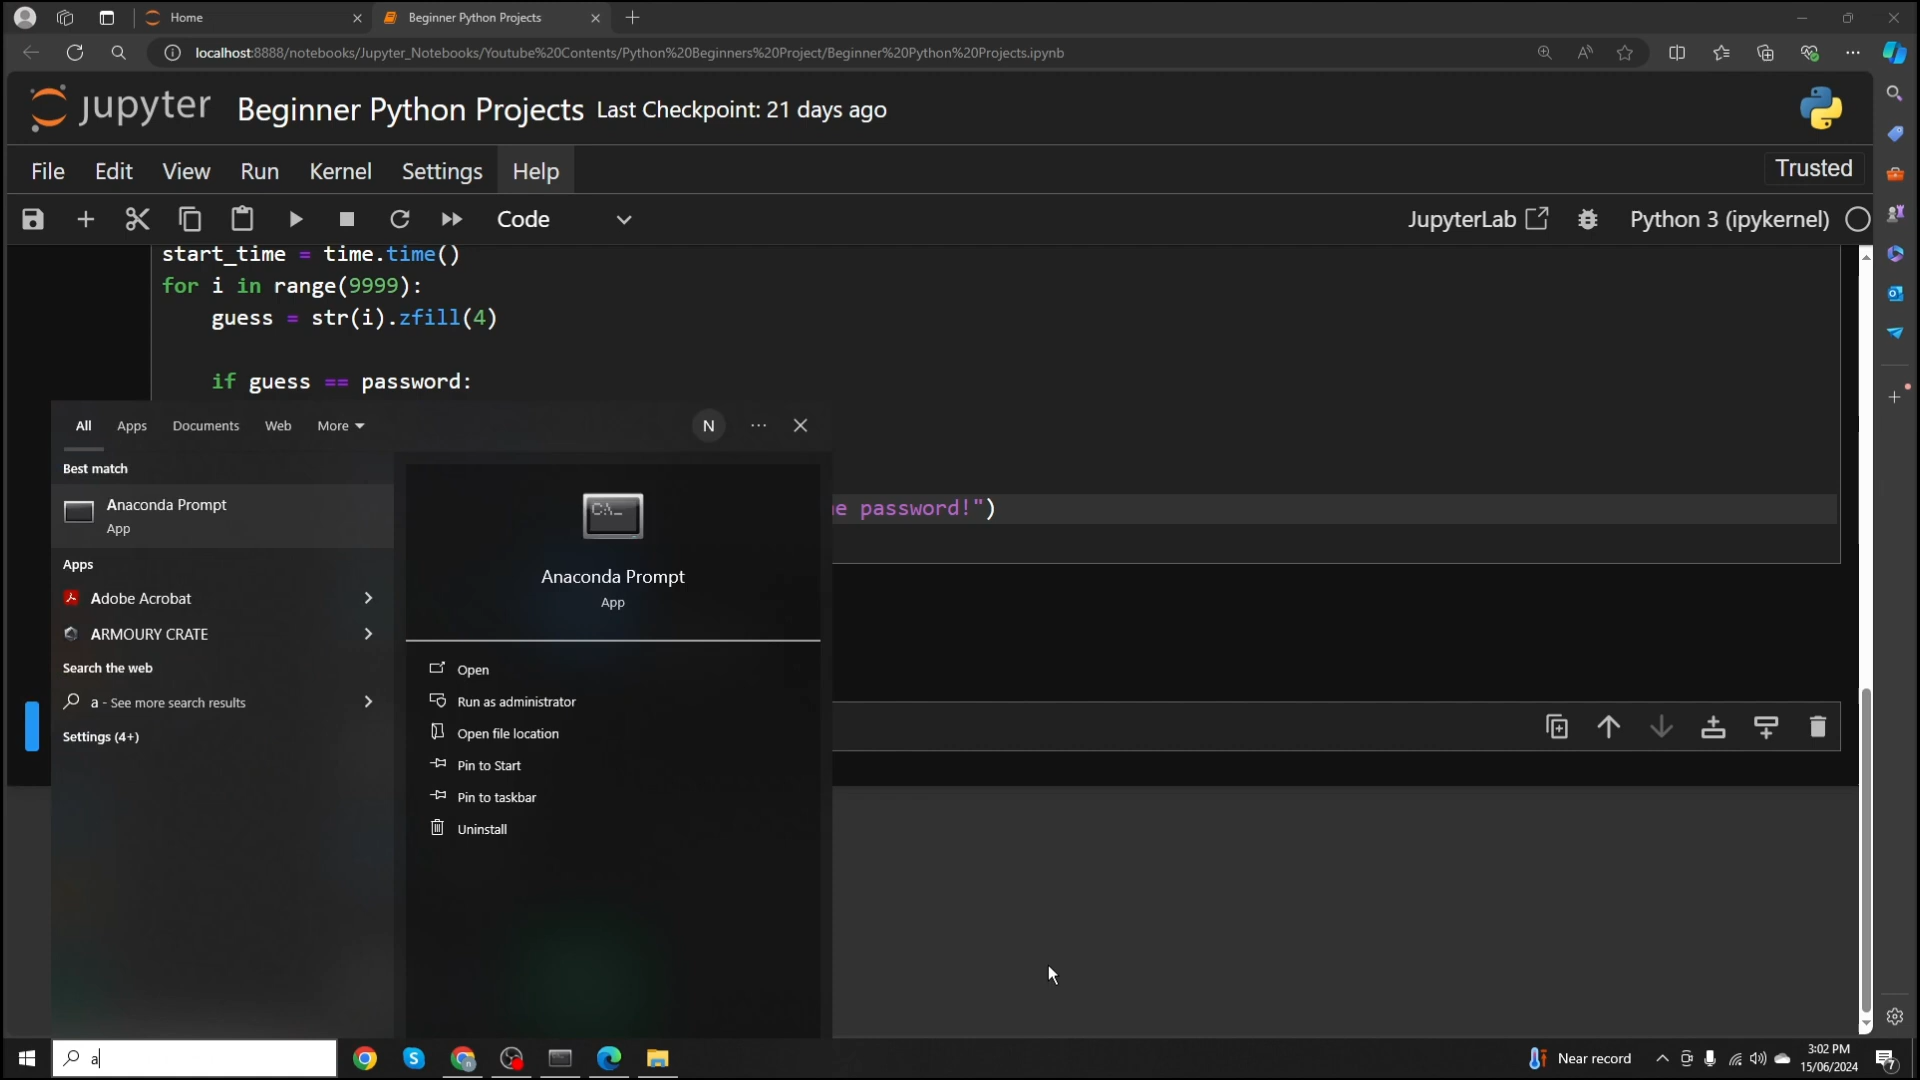 Home
Beginner Python Projects
localhost:8888/notebooks/Jupyter_Notebooks/Youtube%20Contents/Python%20Beginners%20Project/Beginner%20Python%20Projects.ipynb
jupyter Beginner Python Projects Last Checkpoint: 21 days ago
File Edit View Run Kernel Settings Help Trusted
Code JupyterLab Python 3 (ipykernel)
start_time = time.time()
for i in range(9999):
guess = str(i).zfill(4)
if guess == password:
All Apps Documents Web More N
Best match
Anaconda Prompt
App
Apps
Adobe Acrobat
ARMOURY CRATE
Search the web
a - See more search results
Settings (4+)
C:\_
Anaconda Prompt
App
Open
Run as administrator
Open file location
Pin to Start
Pin to taskbar
Uninstall
e password!")
a
Near record
3:02 PM
15/06/2024
7